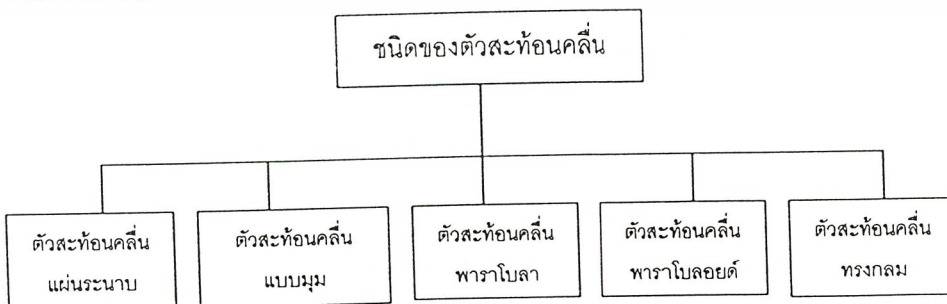 ชนิดของตัวสะท้อนคลื่น
ตัวสะท้อนคลื่น
แผ่นระนาบ
ตัวสะท้อนคลื่น
แบบมุม
ตัวสะท้อนคลื่น
พาราโบลา
ตัวสะท้อนคลื่น
พาราโบลอยด์
ตัวสะท้อนคลื่น
ทรงกลม